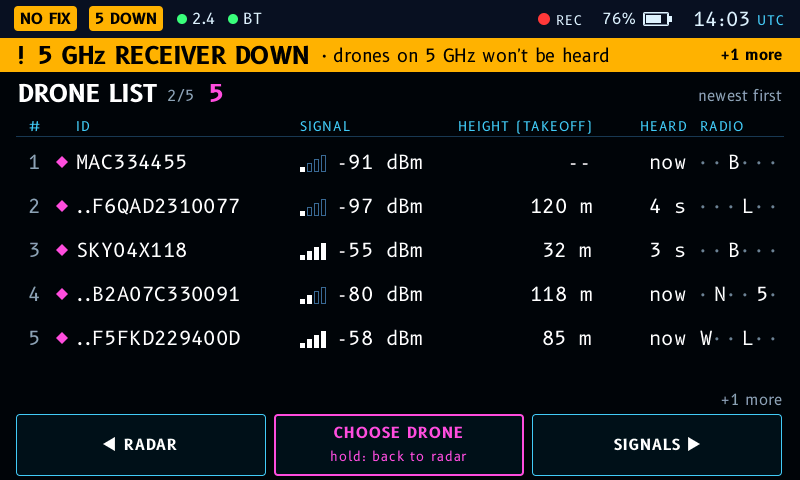 NO FIX 5 DOWN 2.4 BT REC 76% 14:03 UTC
! 5 GHz RECEIVER DOWN · drones on 5 GHz won't be heard +1 more
DRONE LIST 2/5 5 newest first
# ID SIGNAL HEIGHT (TAKEOFF) HEARD RADIO
1 ◆ MAC334455 -91 dBm -- now · · B · · ·
2 ◆ ..F6QAD2310077 -97 dBm 120 m 4 s · · · L · ·
3 ◆ SKY04X118 -55 dBm 32 m 3 s · · B · · ·
4 ◆ ..B2A07C330091 -80 dBm 118 m now · N · · 5 ·
5 ◆ ..F5FKD229400D -58 dBm 85 m now W · · L · ·
+1 more
◀ RADAR CHOOSE DRONE SIGNALS ▶
hold: back to radar